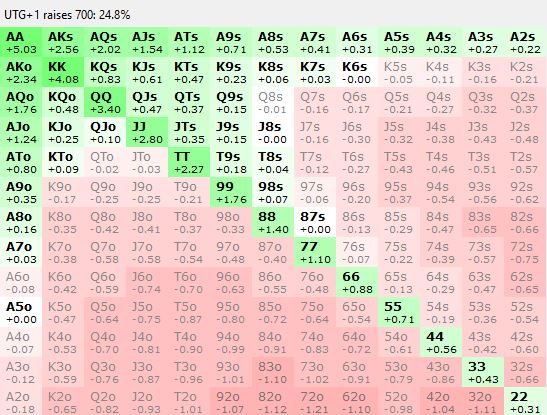 UTG+1 raises 700: 24.8%
AA AKs AQs AJs ATs A9s A8s A7s A6s A5s A4s A3s A2s
+5.03 +2.56 +2.02 +1.54 +1.12 +0.71 +0.53 +0.41 +0.31 +0.39 +0.32 +0.27 +0.22
AKo KK KQs KJs KTs K9s K8s K7s K6s K5s K4s K3s K2s
+2.34 +4.08 +0.83 +0.61 +0.47 +0.23 +0.06 +0.03 -0.00 -0.05 -0.11 -0.16 -0.21
AQo KQo QQ QJs QTs Q9s Q8s Q7s Q6s Q5s Q4s Q3s Q2s
+1.76 +0.48 +3.40 +0.47 +0.37 +0.15 -0.01 -0.16 -0.17 -0.21 -0.27 -0.32 -0.37
AJo KJo QJo JJ JTs J9s J8s J7s J6s J5s J4s J3s J2s
+1.24 +0.25 +0.10 +2.80 +0.35 +0.15 -0.00 -0.16 -0.30 -0.32 -0.38 -0.43 -0.48
ATo KTo QTo JTo TT T9s T8s T7s T6s T5s T4s T3s T2s
+0.80 +0.09 -0.02 -0.03 +2.27 +0.18 +0.04 -0.12 -0.27 -0.43 -0.46 -0.51 -0.57
A9o K9o Q9o J9o T9o 99 98s 97s 96s 95s 94s 93s 92s
+0.35 -0.17 -0.25 -0.25 -0.21 +1.76 +0.07 -0.06 -0.20 -0.37 -0.54 -0.56 -0.62
A8o K8o Q8o J8o T8o 98o 88 87s 86s 85s 84s 83s 82s
+0.16 -0.35 -0.42 -0.41 -0.37 -0.33 +1.40 +0.00 -0.13 -0.29 -0.47 -0.65 -0.66
A7o K7o Q7o J7o T7o 97o 87o 77 76s 75s 74s 73s 72s
+0.03 -0.38 -0.58 -0.58 -0.54 -0.48 -0.40 +1.10 -0.07 -0.22 -0.39 -0.57 -0.75
A6o K6o Q6o J6o T6o 96o 86o 76o 66 65s 64s 63s 62s
-0.08 -0.42 -0.59 -0.74 -0.70 -0.63 -0.55 -0.48 +0.88 -0.13 -0.29 -0.47 -0.65
A5o K5o Q5o J5o T5o 95o 85o 75o 65o 55 54s 53s 52s
+0.00 -0.47 -0.64 -0.75 -0.87 -0.80 -0.72 -0.64 -0.54 +0.71 -0.19 -0.36 -0.54
A4o K4o Q4o J4o T4o 94o 84o 74o 64o 54o 44 43s 42s
-0.07 -0.53 -0.70 -0.81 -0.90 -0.99 -0.91 -0.83 -0.72 -0.61 +0.56 -0.42 -0.60
A3o K3o Q3o J3o T3o 93o 83o 73o 63o 53o 43o 33 32s
-0.12 -0.59 -0.76 -0.87 -0.96 -1.01 -1.10 -1.02 -0.91 -0.79 -0.86 +0.43 -0.66
A2o K2o Q2o J2o T2o 92o 82o 72o 62o 52o 42o 32o 22
-0.18 -0.65 -0.82 -0.93 -1.01 -1.07 -1.12 -1.21 -1.10 -0.98 -1.04 -1.11 +0.31